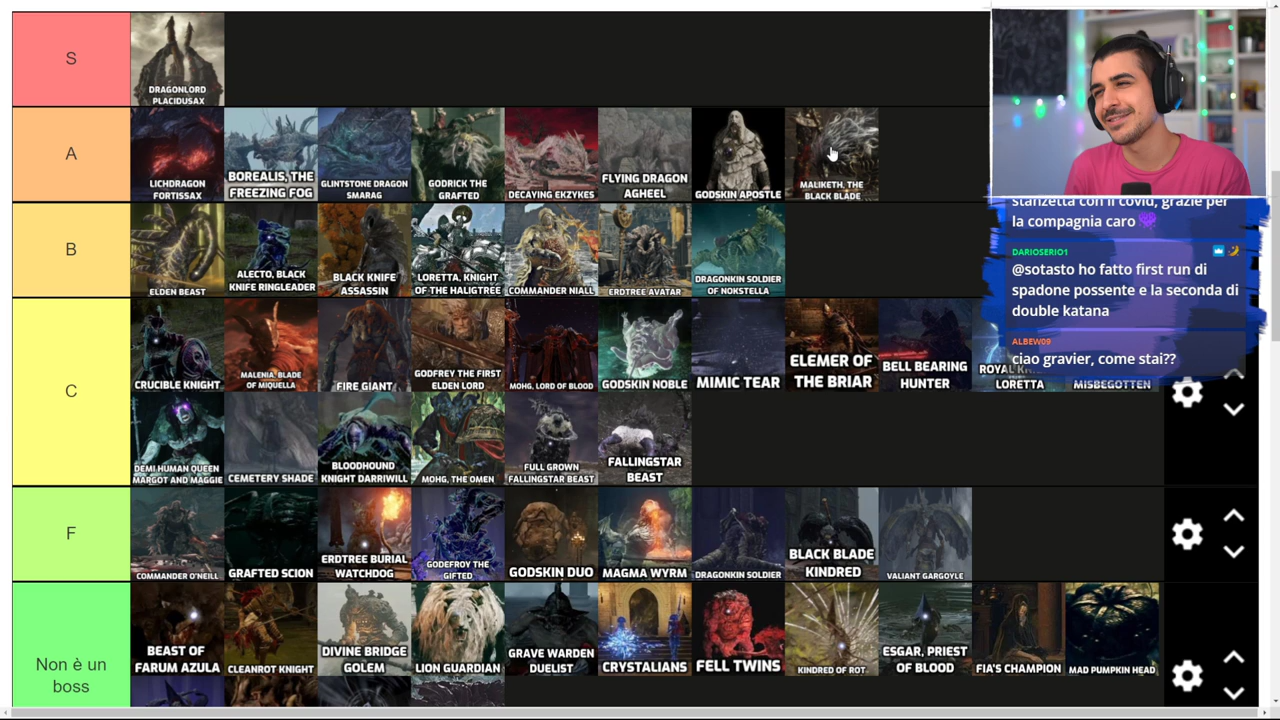 S
DRAGONLORD
PLACIDUSAX
A
LICHDRAGON
FORTISSAX
BOREALIS, THE
FREEZING FOG
GLINTSTONE DRAGON
SMARAG
GODRICK THE
GRAFTED
DECAYING EKZYKES
FLYING DRAGON
AGHEEL
GODSKIN APOSTLE
MALIKETH, THE
BLACK BLADE
B
ELDEN BEAST
ALECTO, BLACK
KNIFE RINGLEADER
BLACK KNIFE
ASSASSIN
LORETTA, KNIGHT
OF THE HALIGTREE
COMMANDER NIALL
ERDTREE AVATAR
DRAGONKIN SOLDIER
OF NOKSTELLA
stanzetta con il covid, grazie per
la compagnia caro
DARIOSERIO1
@sotasto ho fatto first run di
spadone possente e la seconda di
double katana
ALBEW09
ciao gravier, come stai??
C
CRUCIBLE KNIGHT
MALENIA, BLADE
OF MIQUELLA
FIRE GIANT
GODFREY THE FIRST
ELDEN LORD
MOHG, LORD OF BLOOD
GODSKIN NOBLE
MIMIC TEAR
ELEMER OF
THE BRIAR
BELL BEARING
HUNTER
LORETTA
MISBEGOTTEN
DEMI HUMAN QUEEN
MARGOT AND MAGGIE
CEMETERY SHADE
BLOODHOUND
KNIGHT DARRIWILL
MOHG, THE OMEN
FULL GROWN
FALLINGSTAR BEAST
FALLINGSTAR
BEAST
F
COMMANDER O'NEILL
GRAFTED SCION
ERDTREE BURIAL
WATCHDOG
GODEFROY THE
GIFTED
GODSKIN DUO
MAGMA WYRM
DRAGONKIN SOLDIER
BLACK BLADE
KINDRED
VALIANT GARGOYLE
Non è un
boss
BEAST OF
FARUM AZULA
CLEANROT KNIGHT
DIVINE BRIDGE
GOLEM
LION GUARDIAN
GRAVE WARDEN
DUELIST
CRYSTALIANS
FELL TWINS
KINDRED OF ROT
ESGAR, PRIEST
OF BLOOD
FIA'S CHAMPION
MAD PUMPKIN HEAD